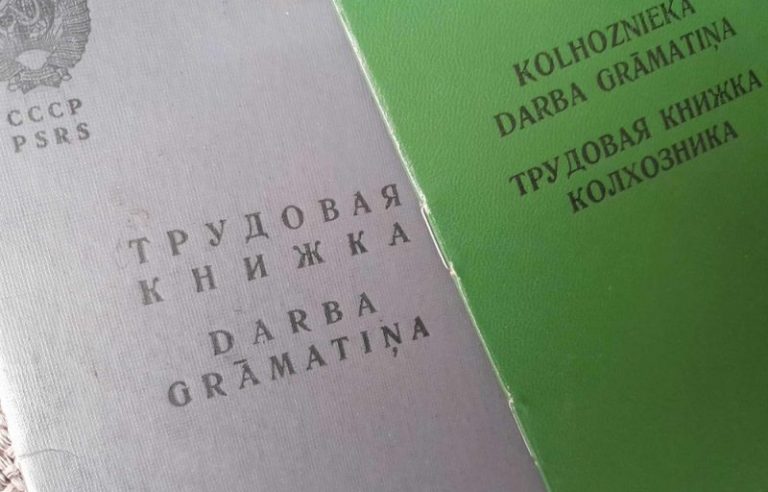 СССР
PSRS
ТРУДОВАЯ
КНИЖКА
DARBA
GRĀMATIŅA
KOLHOZNIEKA
DARBA GRĀMATIŅA
ТРУДОВАЯ КНИЖКА
КОЛХОЗНИКА